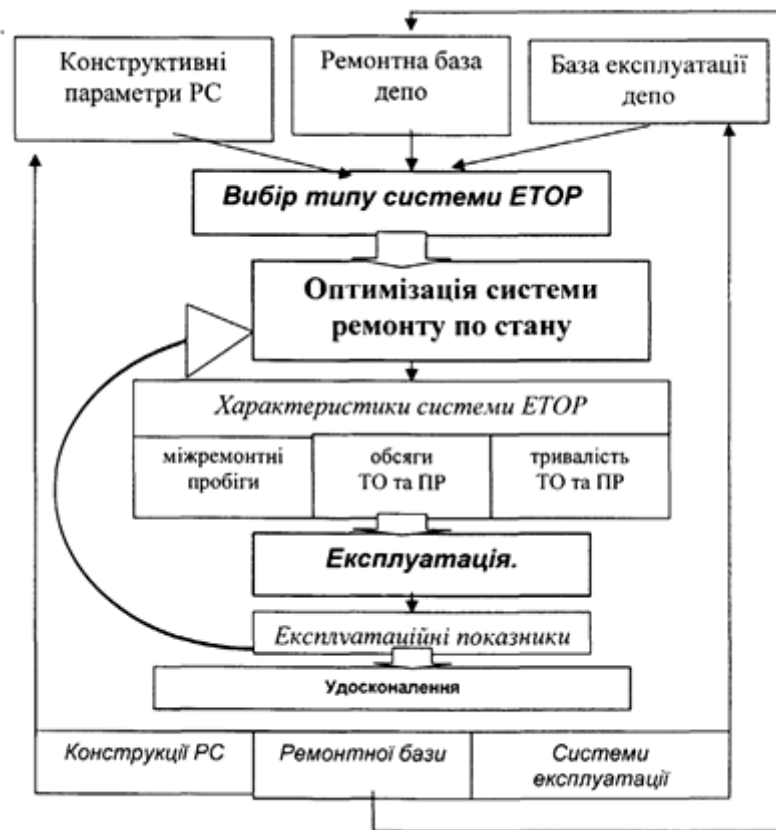 Конструктивні
параметри РС
Ремонтна база
депо
База експлуатації
депо
Вибір типу системи ЕТОР
Оптимізація системи
ремонту по стану
Характеристики системи ЕТОР
міжремонтні
пробіги
обсяги
ТО та ПР
тривалість
ТО та ПР
Експлуатація.
Експлуатаційні показники
Удосконалення
Конструкції РС
Ремонтної бази
Системи
експлуатації